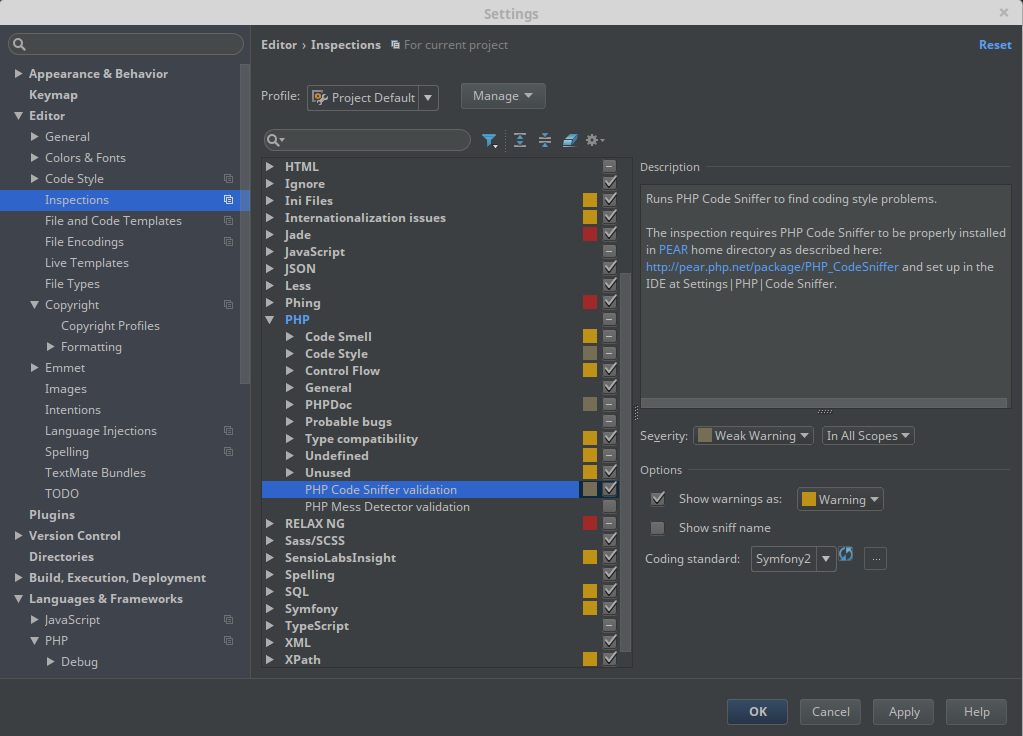 Settings
Editor › Inspections For current project Reset
Appearance & Behavior
Keymap
Editor
General
Colors & Fonts
Code Style
Inspections
File and Code Templates
File Encodings
Live Templates
File Types
Copyright
Copyright Profiles
Formatting
Emmet
Images
Intentions
Language Injections
Spelling
TextMate Bundles
TODO
Plugins
Version Control
Directories
Build, Execution, Deployment
Languages & Frameworks
JavaScript
PHP
Debug
Profile: Project Default Manage
HTML
Ignore
Ini Files
Internationalization issues
Jade
JavaScript
JSON
Less
Phing
PHP
Code Smell
Code Style
Control Flow
General
PHPDoc
Probable bugs
Type compatibility
Undefined
Unused
PHP Code Sniffer validation
PHP Mess Detector validation
RELAX NG
Sass/SCSS
SensioLabsInsight
Spelling
SQL
Symfony
TypeScript
XML
XPath
Description
Runs PHP Code Sniffer to find coding style problems.
The inspection requires PHP Code Sniffer to be properly installed
in PEAR home directory as described here:
http://pear.php.net/package/PHP_CodeSniffer and set up in the
IDE at Settings|PHP|Code Sniffer.
Severity: Weak Warning In All Scopes
Options
Show warnings as: Warning
Show sniff name
Coding standard: Symfony2 ...
OK Cancel Apply Help